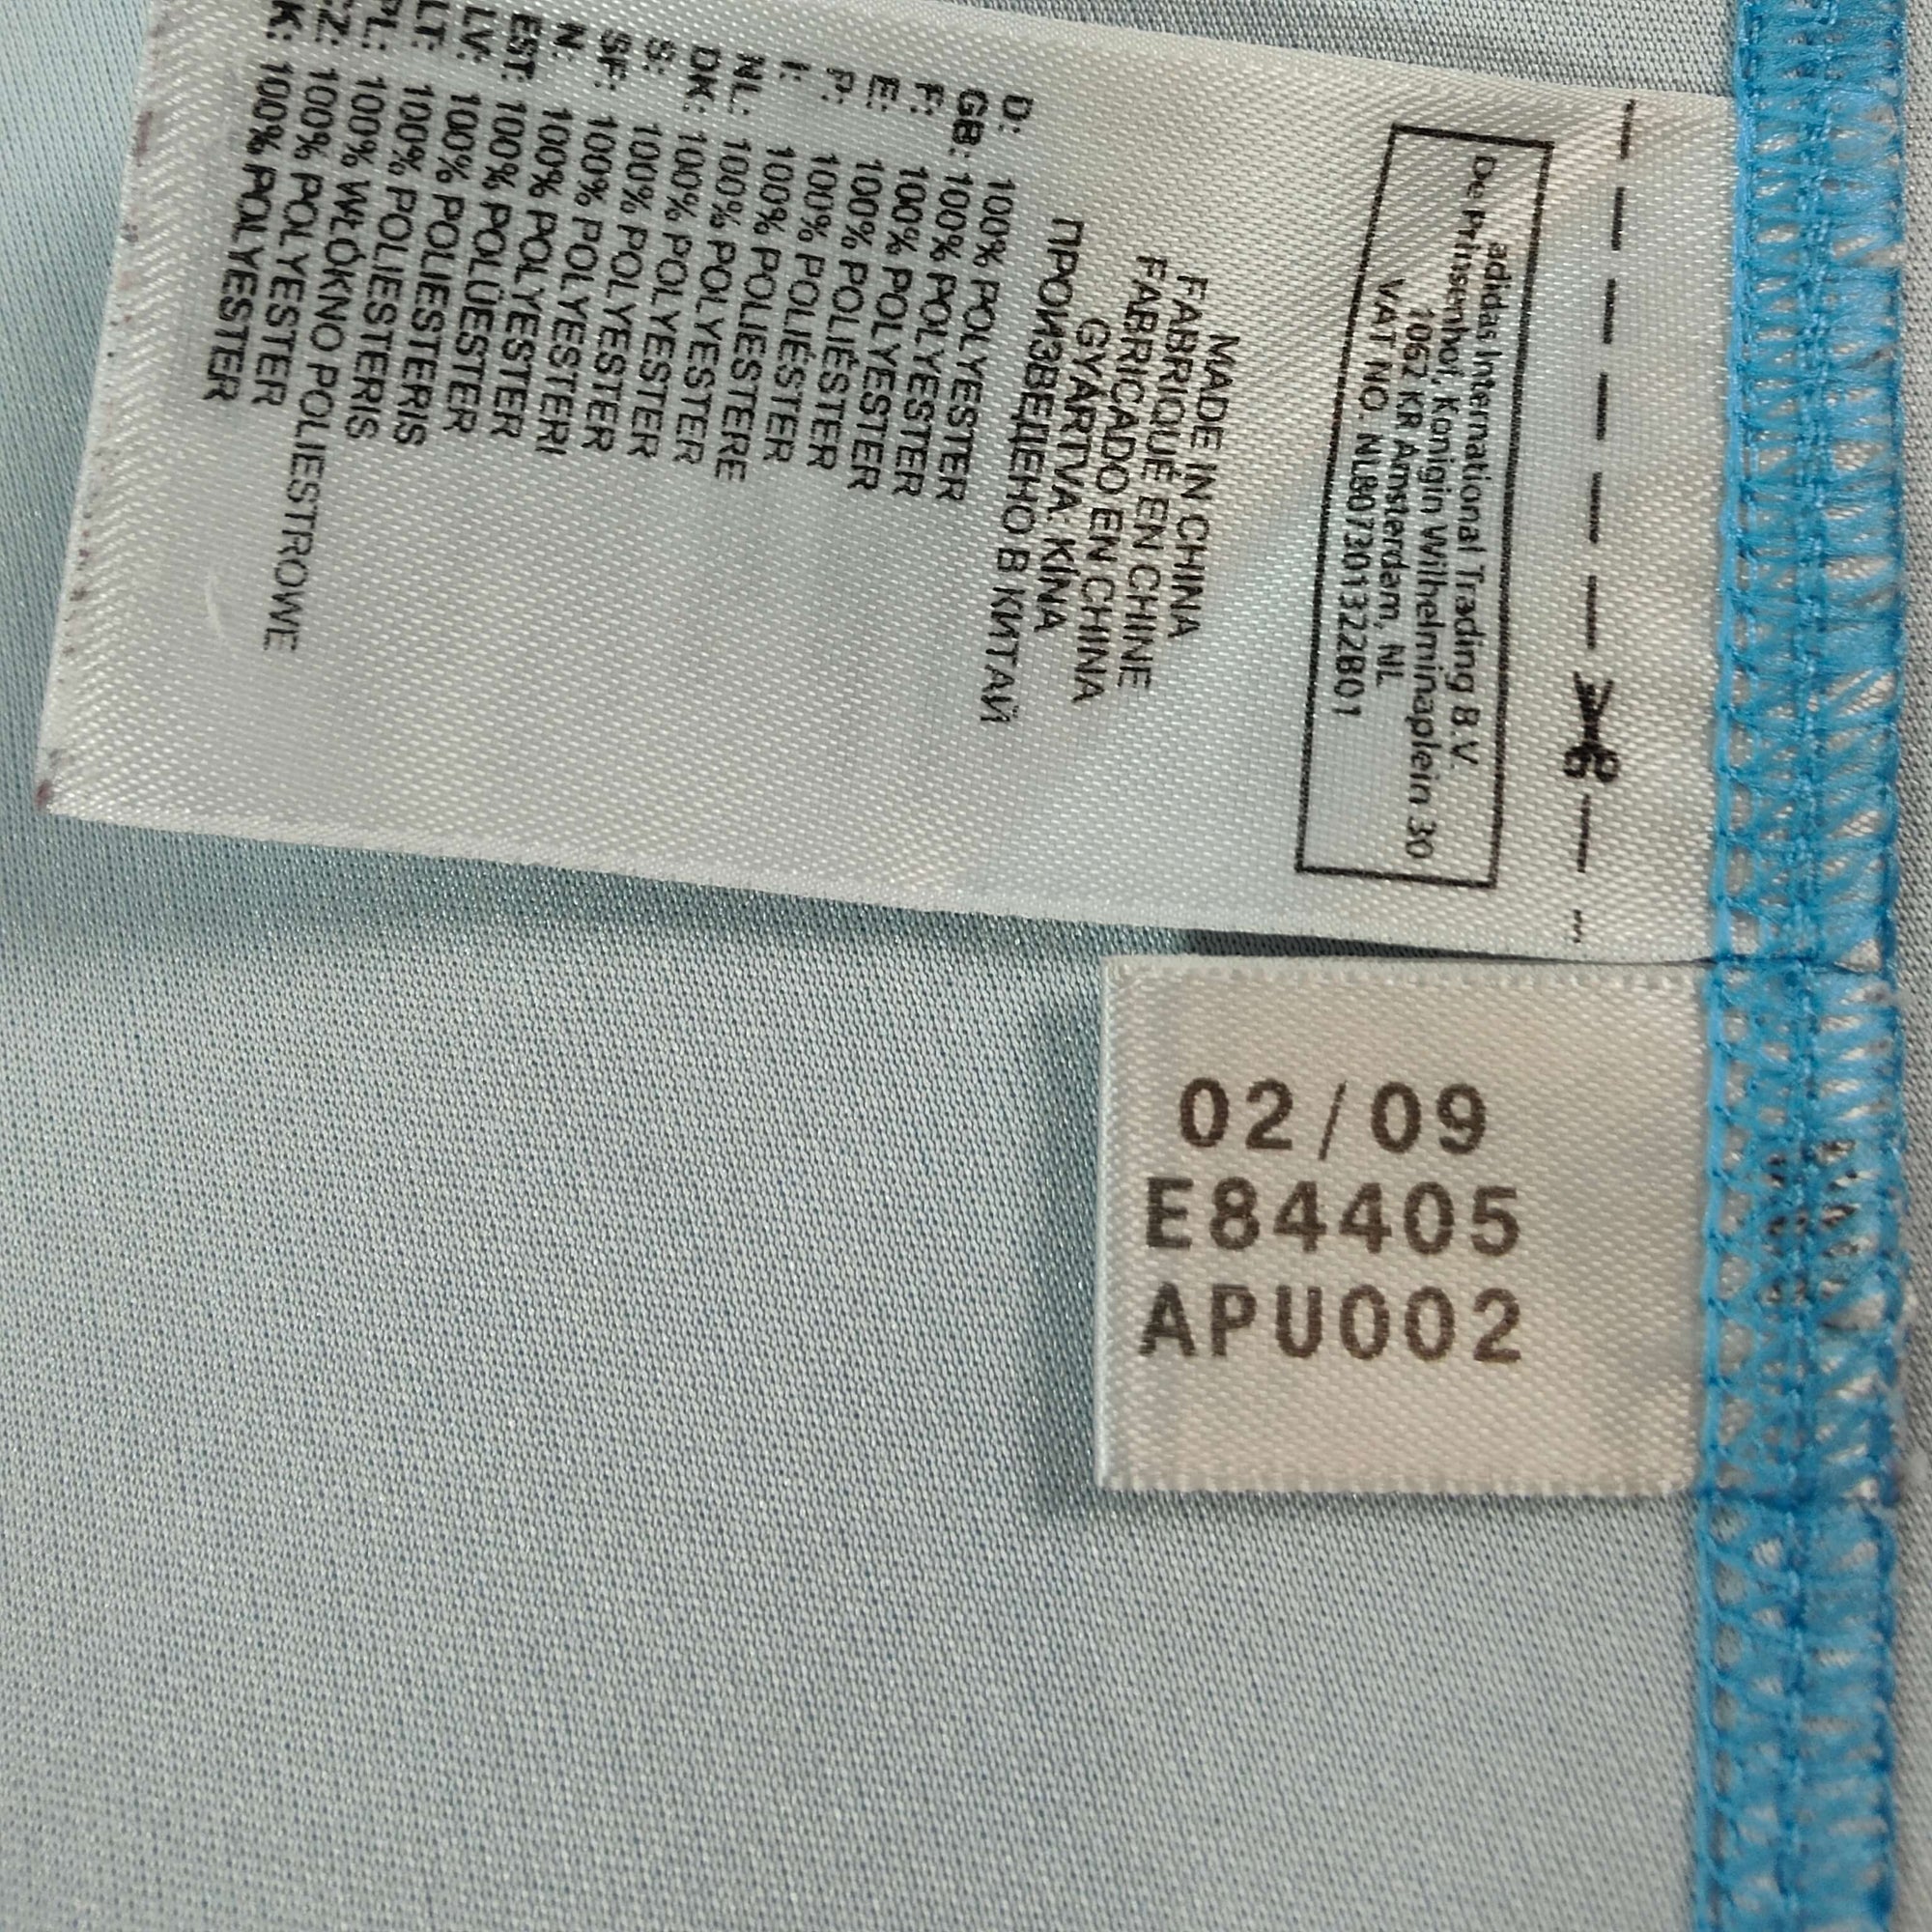 adidas International Trading B.V.
De Prinsenhof, Konigin Wilhelminaplein 30
1062 KR Amsterdam, NL
VAT NO. NL807301322B01
MADE IN CHINA
FABRIQUÉ EN CHINE
FABRICADO EN CHINA
GYÁRTVA: KÍNA
ПРОИЗВЕДЕНО В КИТАЙ
D: 100% POLYESTER
GB: 100% POLYESTER
F: 100% POLYESTER
E: 100% POLIÉSTER
P: 100% POLIÉSTER
I: 100% POLIESTERE
NL: 100% POLYESTER
DK: 100% POLYESTER
S: 100% POLYESTER
SF: 100% POLYESTERI
N: 100% POLYESTER
EST: 100% POLÜESTER
LV: 100% POLIESTERIS
LT: 100% POLIESTERIS
PL: 100% WŁÓKNO POLIESTROWE
CZ: 100% POLYESTER
K: 100% POLYESTER
02/09
E84405
APU002